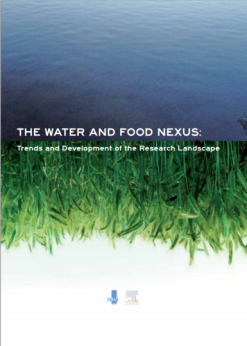 THE WATER AND FOOD NEXUS:
Trends and Development of the Research Landscape